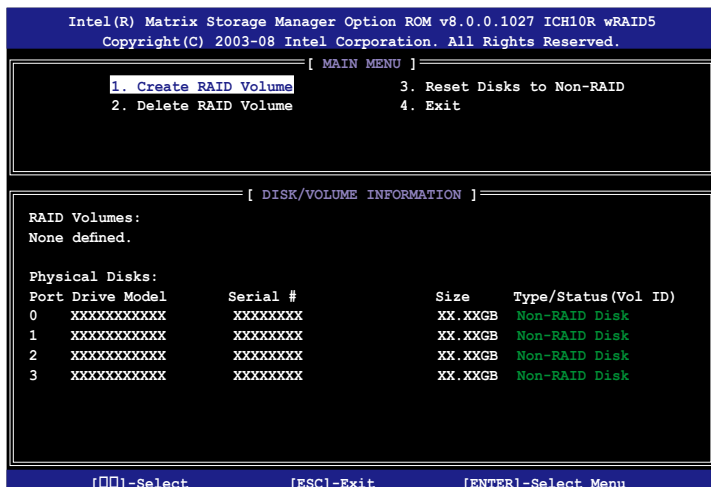 Intel(R) Matrix Storage Manager Option ROM v8.0.0.1027 ICH10R wRAID5
Copyright(C) 2003-08 Intel Corporation. All Rights Reserved.
[ MAIN MENU ]
1. Create RAID Volume 3. Reset Disks to Non-RAID
2. Delete RAID Volume 4. Exit
[ DISK/VOLUME INFORMATION ]
RAID Volumes:
None defined.
Physical Disks:
Port Drive Model Serial # Size Type/Status(Vol ID)
0 XXXXXXXXXXX XXXXXXXX XX.XXGB Non-RAID Disk
1 XXXXXXXXXXX XXXXXXXX XX.XXGB Non-RAID Disk
2 XXXXXXXXXXX XXXXXXXX XX.XXGB Non-RAID Disk
3 XXXXXXXXXXX XXXXXXXX XX.XXGB Non-RAID Disk
[▯▯]-Select [ESC]-Exit [ENTER]-Select Menu